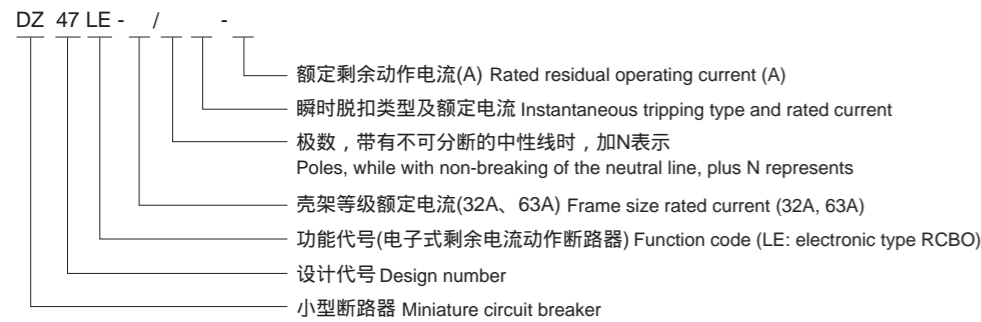 DZ 47 LE - / -
额定剩余动作电流(A) Rated residual operating current (A)
瞬时脱扣类型及额定电流 Instantaneous tripping type and rated current
极数，带有不可分断的中性线时，加N表示
Poles, while with non-breaking of the neutral line, plus N represents
壳架等级额定电流(32A、63A) Frame size rated current (32A, 63A)
功能代号(电子式剩余电流动作断路器) Function code (LE: electronic type RCBO)
设计代号 Design number
小型断路器 Miniature circuit breaker